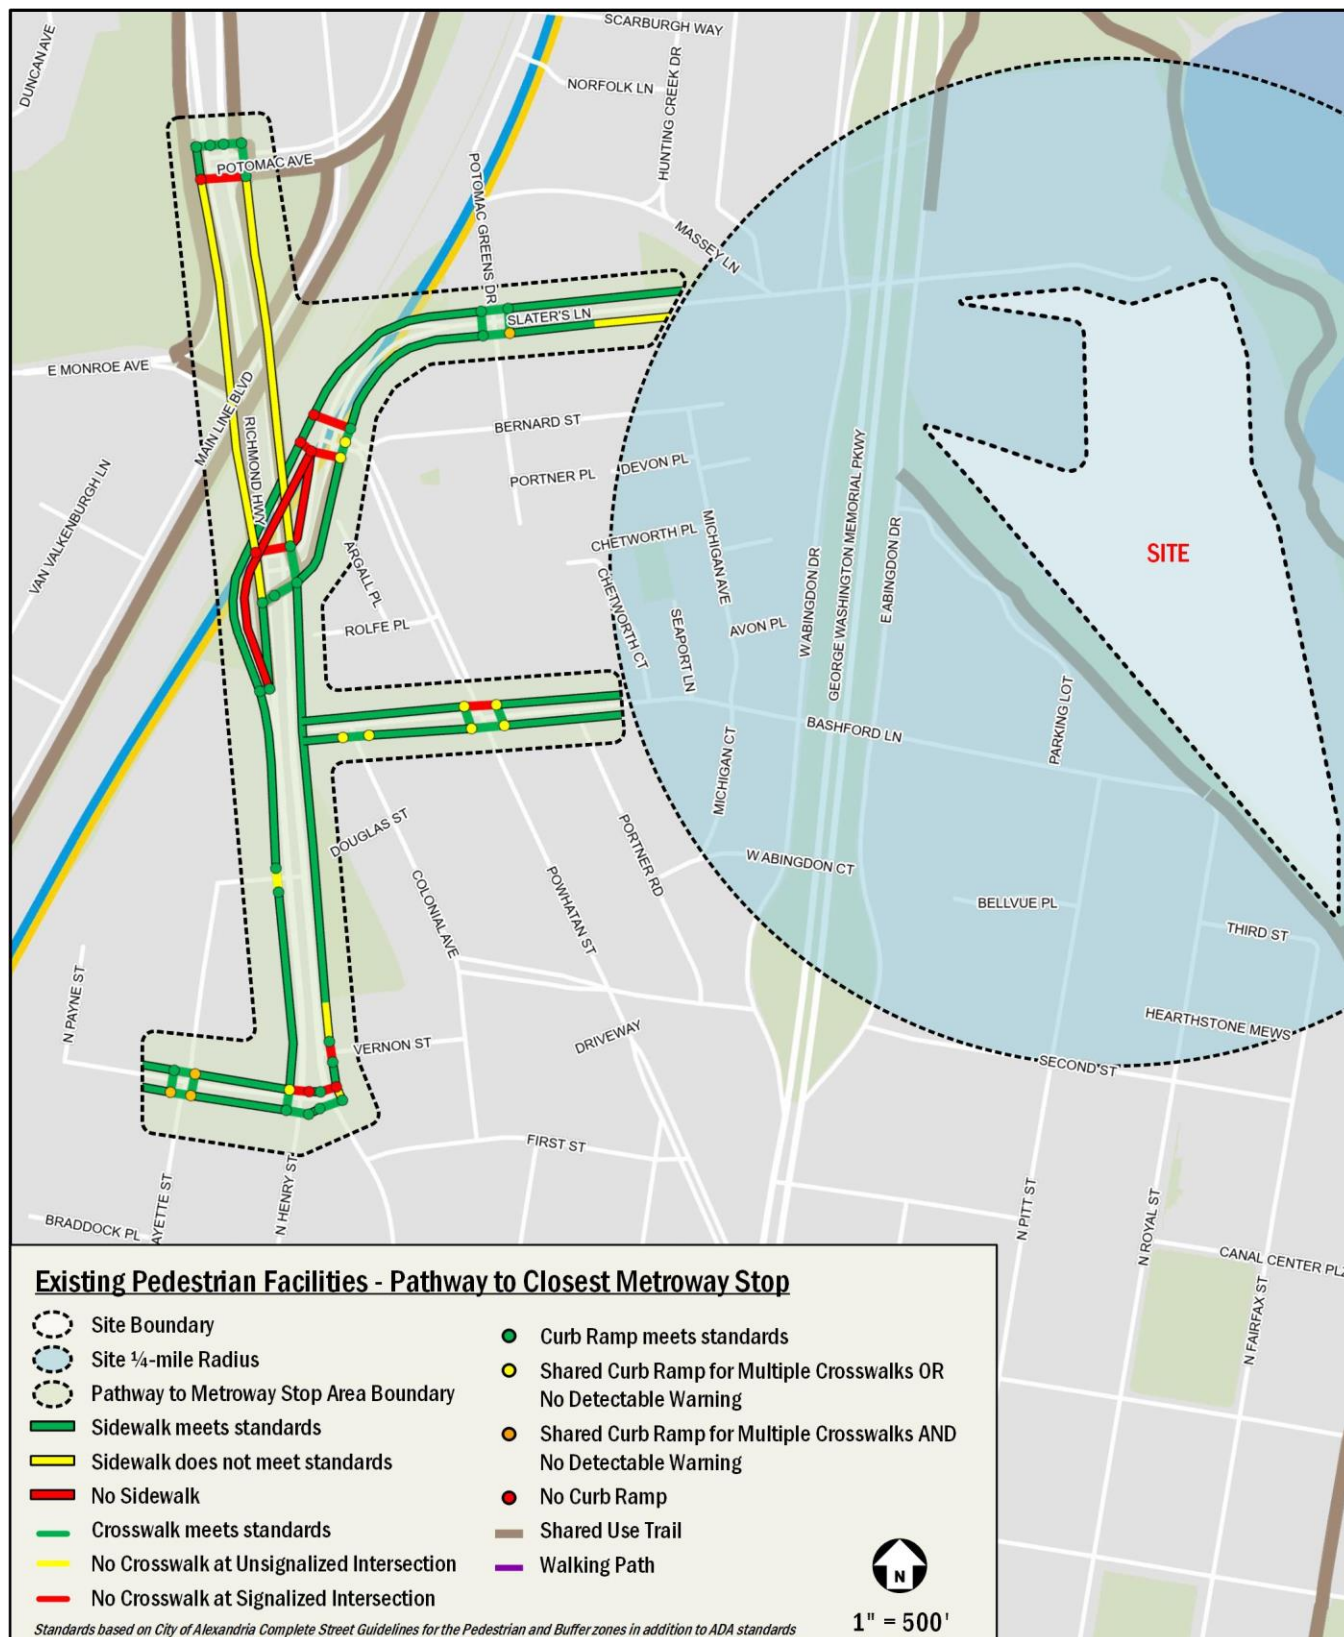 SCARBURGH WAY
DUNCAN AVE
NORFOLK LN
HUNTING CREEK DR
POTOMAC AVE
POTOMAC GREENS DR
MASSEY LN
SLATER'S LN
E MONROE AVE
MAIN LINE BLVD
RICHMOND HWY
BERNARD ST
PORTNER PL
DEVON PL
VAN VALKENBURGH LN
ARGALL PL
CHETWORTH PL
MICHIGAN AVE
W ABINGDON DR
GEORGE WASHINGTON MEMORIAL PKWY
E ABINGDON DR
SITE
CHETWORTH CT
SEAPORT LN
AVON PL
ROLFE PL
BASHFORD LN
PARKING LOT
MICHIGAN CT
DOUGLAS ST
PORTNER RD
W ABINGDON CT
COLONIAL AVE
POWHATAN ST
BELLVUE PL
THIRD ST
N PAYNE ST
VERNON ST
DRIVEWAY
HEARTHSTONE MEWS
SECOND ST
FIRST ST
AYETTE ST
N HENRY ST
BRADDOCK PL
N PITT ST
N ROYAL ST
CANAL CENTER PLZ
N FAIRFAX ST
Existing Pedestrian Facilities - Pathway to Closest Metroway Stop
Site Boundary
Site ¼-mile Radius
Pathway to Metroway Stop Area Boundary
Sidewalk meets standards
Sidewalk does not meet standards
No Sidewalk
Crosswalk meets standards
No Crosswalk at Unsignalized Intersection
No Crosswalk at Signalized Intersection
Curb Ramp meets standards
Shared Curb Ramp for Multiple Crosswalks OR
No Detectable Warning
Shared Curb Ramp for Multiple Crosswalks AND
No Detectable Warning
No Curb Ramp
Shared Use Trail
Walking Path
N
1" = 500'
Standards based on City of Alexandria Complete Street Guidelines for the Pedestrian and Buffer zones in addition to ADA standards